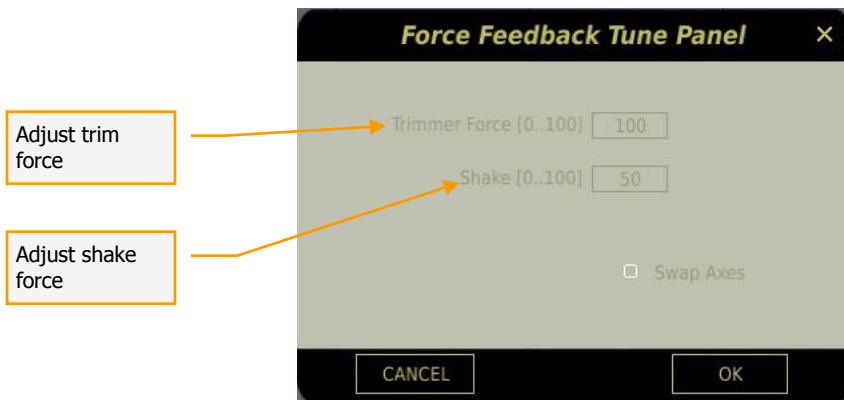 Force Feedback Tune Panel ×
Adjust trim
force
Trimmer Force [0..100] 100
Shake [0..100] 50
Adjust shake
force
Swap Axes
CANCEL OK